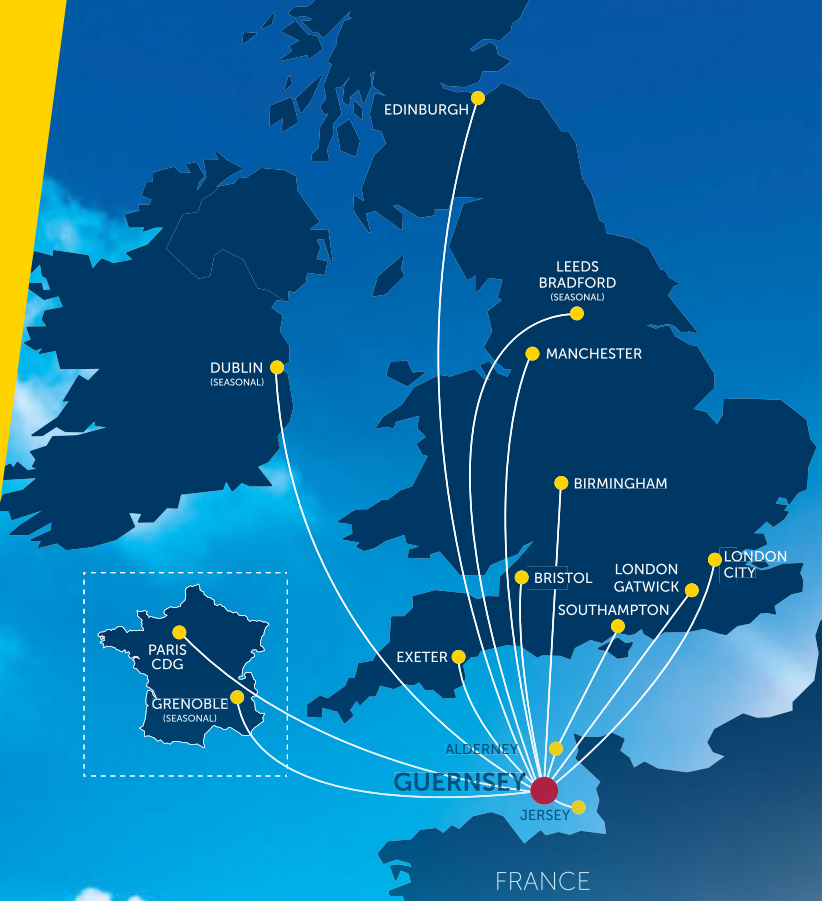 EDINBURGH
LEEDS
BRADFORD
(SEASONAL)
MANCHESTER
DUBLIN
(SEASONAL)
BIRMINGHAM
LONDON
CITY
LONDON
GATWICK
BRISTOL
SOUTHAMPTON
EXETER
PARIS
CDG
GRENOBLE
(SEASONAL)
ALDERNEY
GUERNSEY
JERSEY
FRANCE